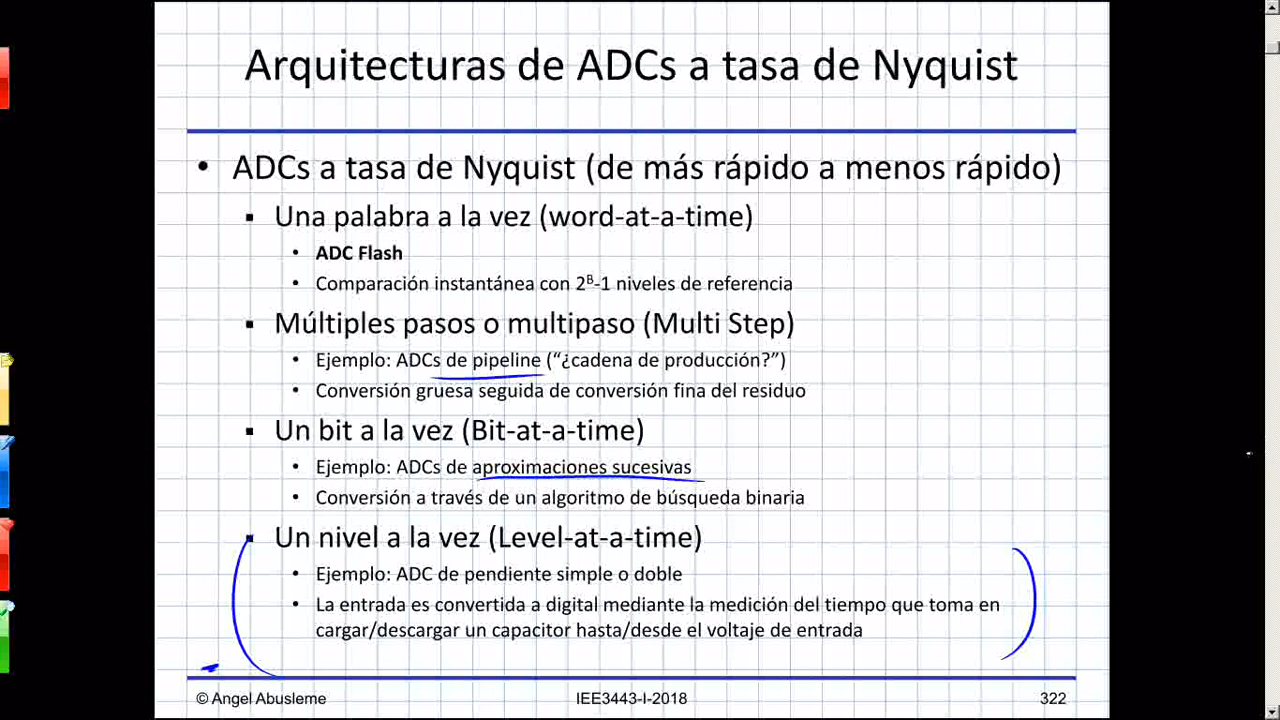 Arquitecturas de ADCs a tasa de Nyquist
• ADCs a tasa de Nyquist (de más rápido a menos rápido)
▪ Una palabra a la vez (word-at-a-time)
• ADC Flash
• Comparación instantánea con 2ᴮ-1 niveles de referencia
▪ Múltiples pasos o multipaso (Multi Step)
• Ejemplo: ADCs de pipeline (“¿cadena de producción?”)
• Conversión gruesa seguida de conversión fina del residuo
▪ Un bit a la vez (Bit-at-a-time)
• Ejemplo: ADCs de aproximaciones sucesivas
• Conversión a través de un algoritmo de búsqueda binaria
▪ Un nivel a la vez (Level-at-a-time)
• Ejemplo: ADC de pendiente simple o doble
• La entrada es convertida a digital mediante la medición del tiempo que toma en
cargar/descargar un capacitor hasta/desde el voltaje de entrada
© Angel Abusleme IEE3443-I-2018 322